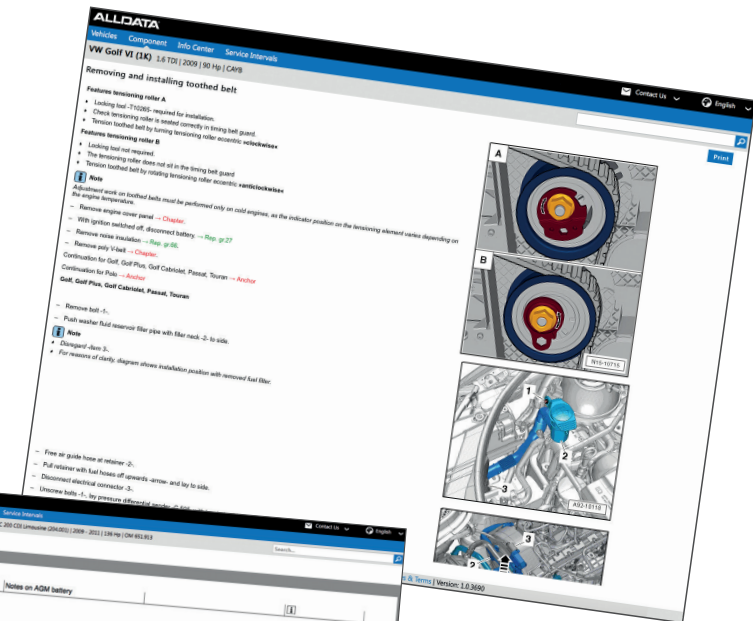 ALLDATA
Vehicles Component Info Center Service Intervals
Contact Us English
VW Golf VI (1K) 1.6 TDI | 2009 | 90 Hp | CAYB
Print
Removing and installing toothed belt
Features tensioning roller A
Locking tool -T10265- required for installation.
Check tensioning roller is seated correctly in timing belt guard.
Tension toothed belt by turning tensioning roller eccentric »clockwise«
Features tensioning roller B
Locking tool not required.
The tensioning roller does not sit in the timing belt guard
Tension toothed belt by rotating tensioning roller eccentric »anticlockwise«
i Note
Adjustment work on toothed belts must be performed only on cold engines, as the indicator position on the tensioning element varies depending on
the engine temperature.
– Remove engine cover panel → Chapter.
– With ignition switched off, disconnect battery. → Rep. gr.27
– Remove noise insulation → Rep. gr.66.
– Remove poly V-belt → Chapter.
Continuation for Golf, Golf Plus, Golf Cabriolet, Passat, Touran → Anchor
Continuation for Polo → Anchor
Golf, Golf Plus, Golf Cabriolet, Passat, Touran
– Remove bolt -1-.
– Push washer fluid reservoir filler pipe with filler neck -2- to side.
i Note
Disregard -item 3-.
For reasons of clarity, diagram shows installation position with removed fuel filler.
– Free air guide hose at retainer -2-.
– Pull retainer with fuel hoses off upwards -arrow- and lay to side.
– Disconnect electrical connector -3-.
– Unscrew bolts -1-, lay pressure differential sender
A
B
N15-10715
1
2
3
A92-10118
3
2
& Terms | Version: 1.0.3690
Service Intervals
Contact Us English
C 200 CDI Limousine (204.001) | 2009 - 2011 | 136 Hp | OM 651.913
Search...
Notes on AGM battery
i